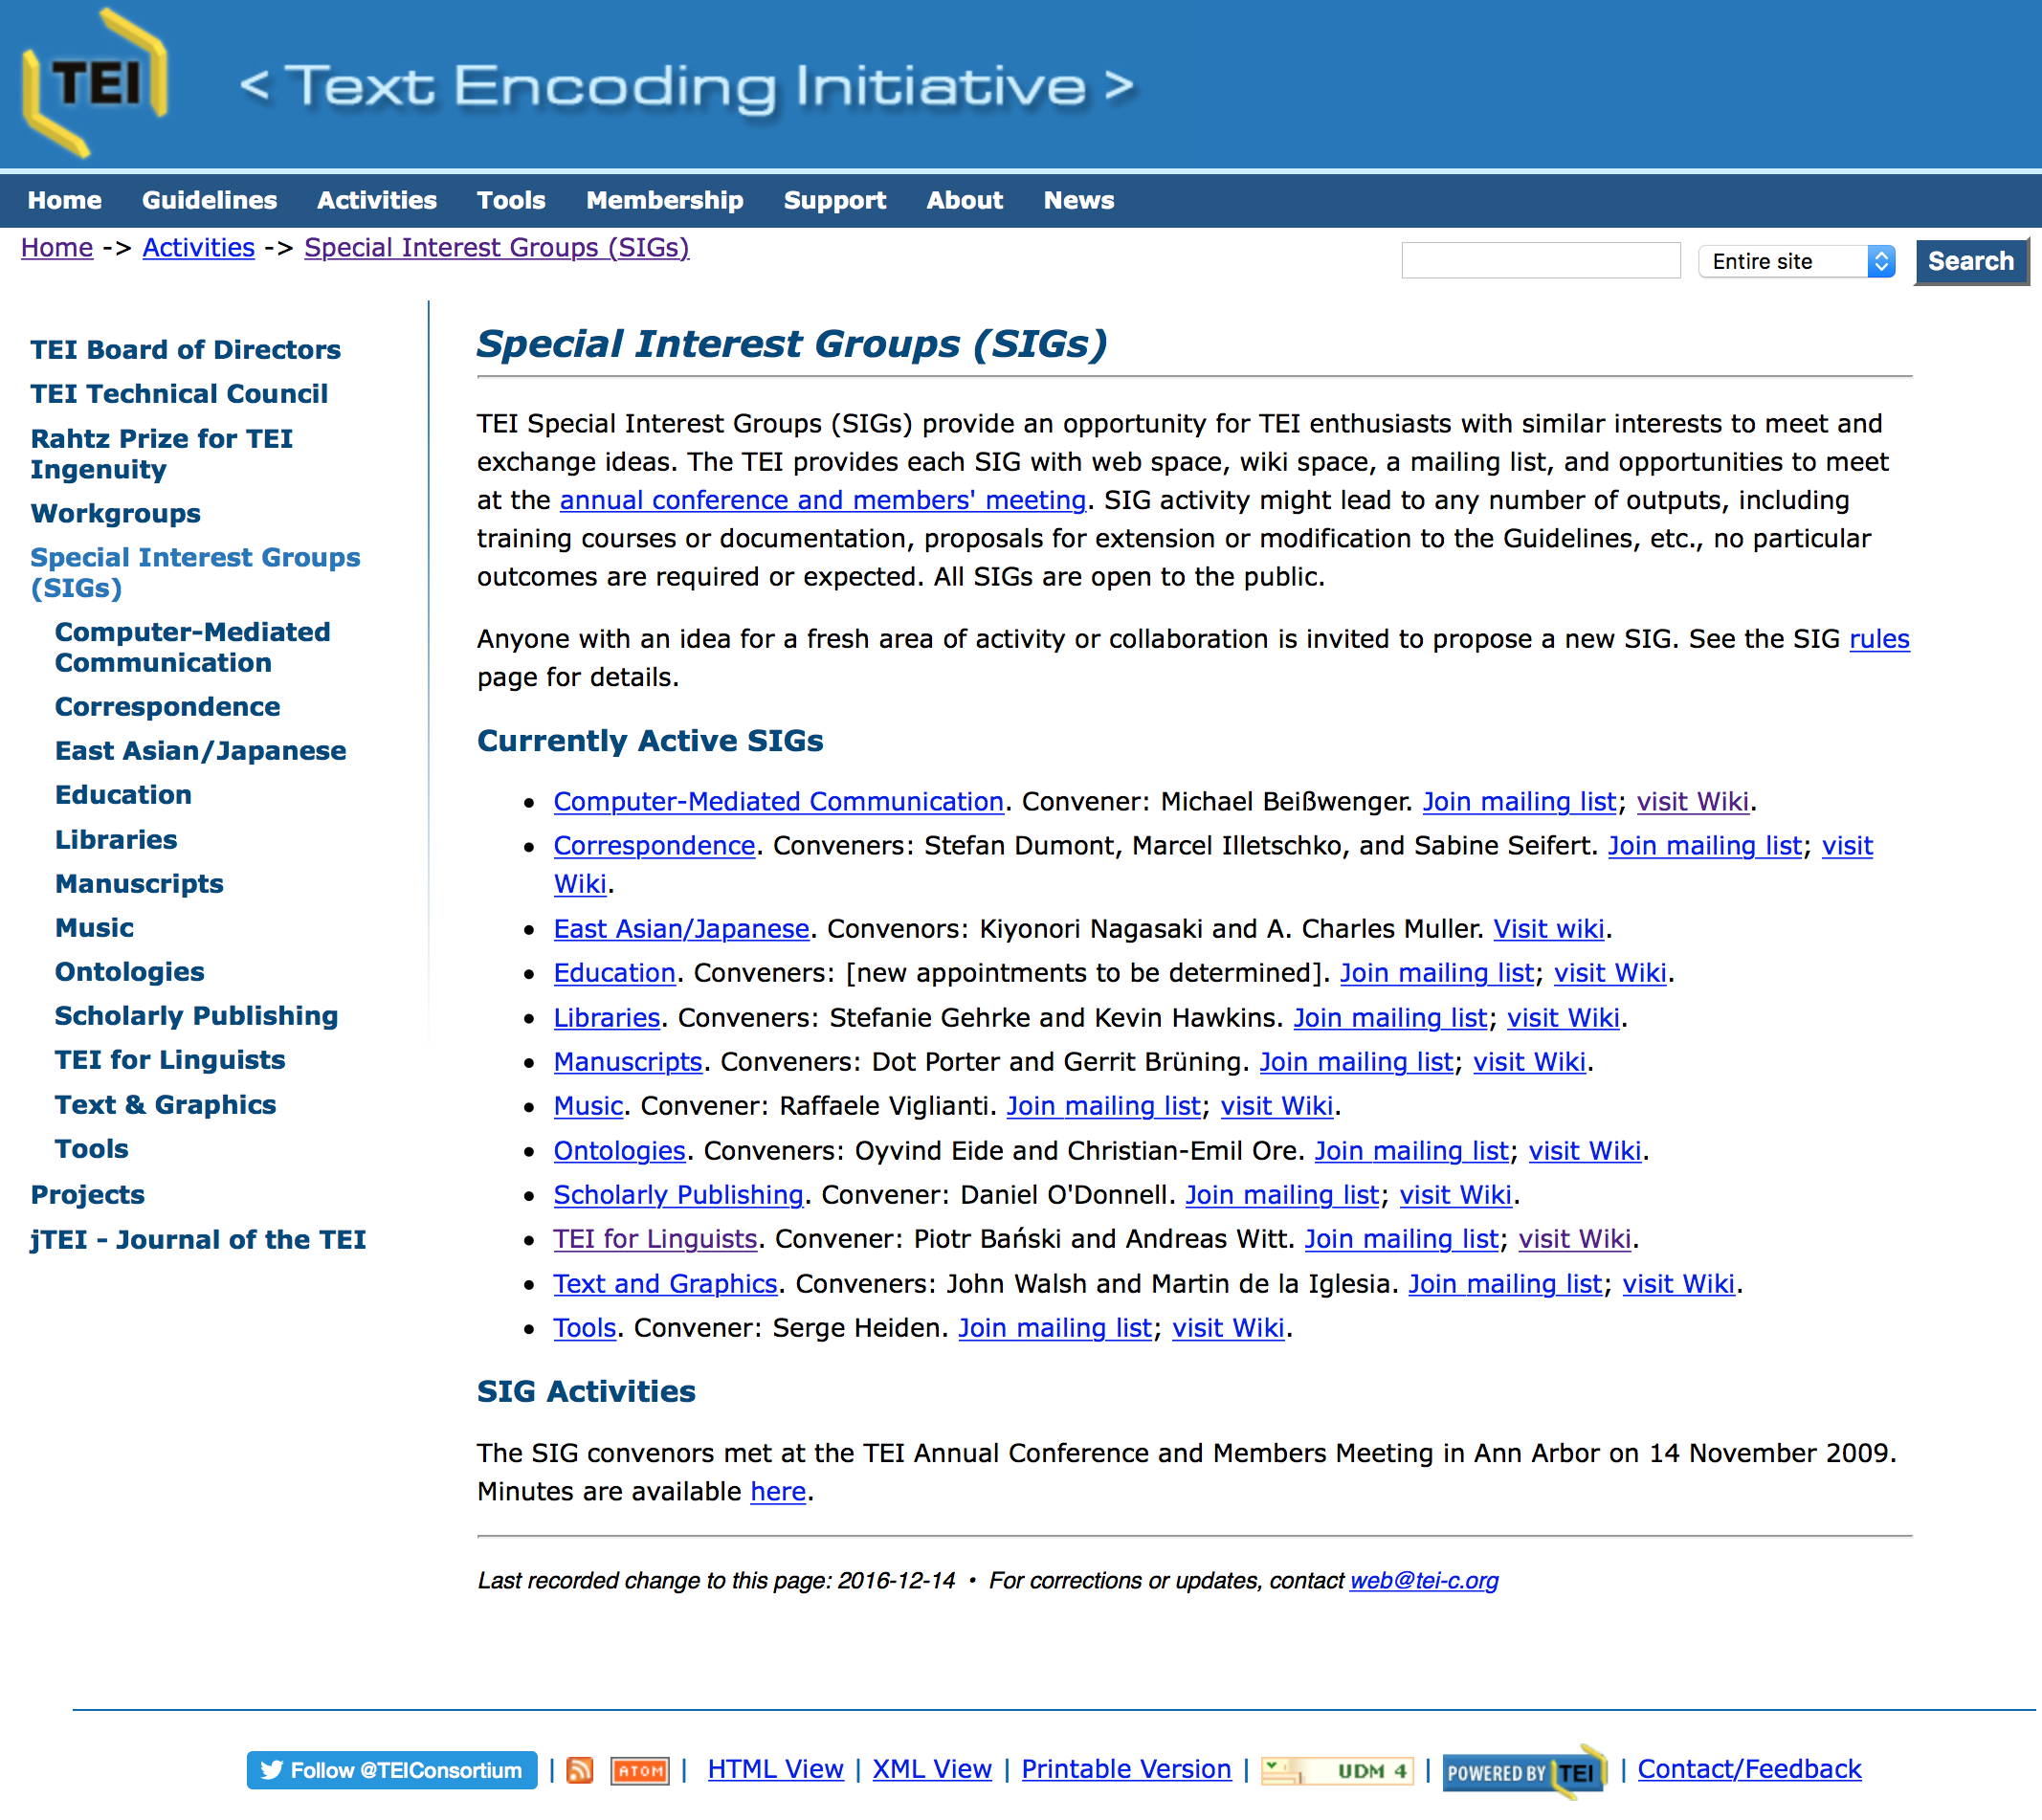 TEI
< Text Encoding Initiative >
Home Guidelines Activities Tools Membership Support About News
Home -> Activities -> Special Interest Groups (SIGs)
Entire site Search
TEI Board of Directors
TEI Technical Council
Rahtz Prize for TEI
Ingenuity
Workgroups
Special Interest Groups
(SIGs)
Computer-Mediated
Communication
Correspondence
East Asian/Japanese
Education
Libraries
Manuscripts
Music
Ontologies
Scholarly Publishing
TEI for Linguists
Text & Graphics
Tools
Projects
jTEI - Journal of the TEI
Special Interest Groups (SIGs)
TEI Special Interest Groups (SIGs) provide an opportunity for TEI enthusiasts with similar interests to meet and
exchange ideas. The TEI provides each SIG with web space, wiki space, a mailing list, and opportunities to meet
at the annual conference and members' meeting. SIG activity might lead to any number of outputs, including
training courses or documentation, proposals for extension or modification to the Guidelines, etc., no particular
outcomes are required or expected. All SIGs are open to the public.
Anyone with an idea for a fresh area of activity or collaboration is invited to propose a new SIG. See the SIG rules
page for details.
Currently Active SIGs
• Computer-Mediated Communication. Convener: Michael Beißwenger. Join mailing list; visit Wiki.
• Correspondence. Conveners: Stefan Dumont, Marcel Illetschko, and Sabine Seifert. Join mailing list; visit
Wiki.
• East Asian/Japanese. Convenors: Kiyonori Nagasaki and A. Charles Muller. Visit wiki.
• Education. Conveners: [new appointments to be determined]. Join mailing list; visit Wiki.
• Libraries. Conveners: Stefanie Gehrke and Kevin Hawkins. Join mailing list; visit Wiki.
• Manuscripts. Conveners: Dot Porter and Gerrit Brüning. Join mailing list; visit Wiki.
• Music. Convener: Raffaele Viglianti. Join mailing list; visit Wiki.
• Ontologies. Conveners: Oyvind Eide and Christian-Emil Ore. Join mailing list; visit Wiki.
• Scholarly Publishing. Convener: Daniel O'Donnell. Join mailing list; visit Wiki.
• TEI for Linguists. Convener: Piotr Bański and Andreas Witt. Join mailing list; visit Wiki.
• Text and Graphics. Conveners: John Walsh and Martin de la Iglesia. Join mailing list; visit Wiki.
• Tools. Convener: Serge Heiden. Join mailing list; visit Wiki.
SIG Activities
The SIG convenors met at the TEI Annual Conference and Members Meeting in Ann Arbor on 14 November 2009.
Minutes are available here.
Last recorded change to this page: 2016-12-14 • For corrections or updates, contact web@tei-c.org
Follow @TEIConsortium | ATOM | HTML View | XML View | Printable Version | UDM 4 | POWERED BY TEI | Contact/Feedback